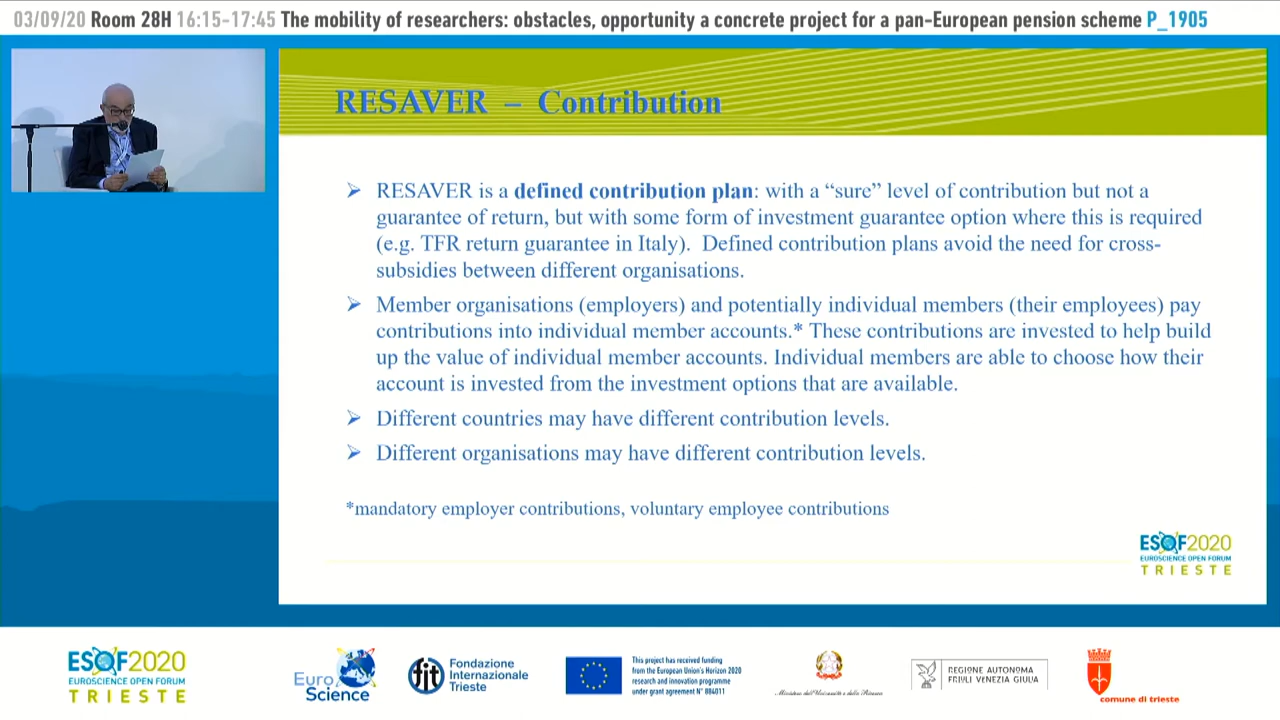 03/09/20 Room 28H 16:15-17:45 The mobility of researchers: obstacles, opportunity a concrete project for a pan-European pension scheme P_1905
RESAVER – Contribution
➢ RESAVER is a defined contribution plan: with a “sure” level of contribution but not a
guarantee of return, but with some form of investment guarantee option where this is required
(e.g. TFR return guarantee in Italy). Defined contribution plans avoid the need for cross-
subsidies between different organisations.
➢ Member organisations (employers) and potentially individual members (their employees) pay
contributions into individual member accounts.* These contributions are invested to help build
up the value of individual member accounts. Individual members are able to choose how their
account is invested from the investment options that are available.
➢ Different countries may have different contribution levels.
➢ Different organisations may have different contribution levels.
*mandatory employer contributions, voluntary employee contributions
ESOF2020
EUROSCIENCE OPEN FORUM
TRIESTE
ESOF2020
EUROSCIENCE OPEN FORUM
TRIESTE
Euro
Science
fit
Fondazione
Internazionale
Trieste
This project has received funding
from the European Union's Horizon 2020
research and innovation programme
under grant agreement N° 884011
Ministero dell'Università e della Ricerca
REGIONE AUTONOMA
FRIULI VENEZIA GIULIA
comune di trieste